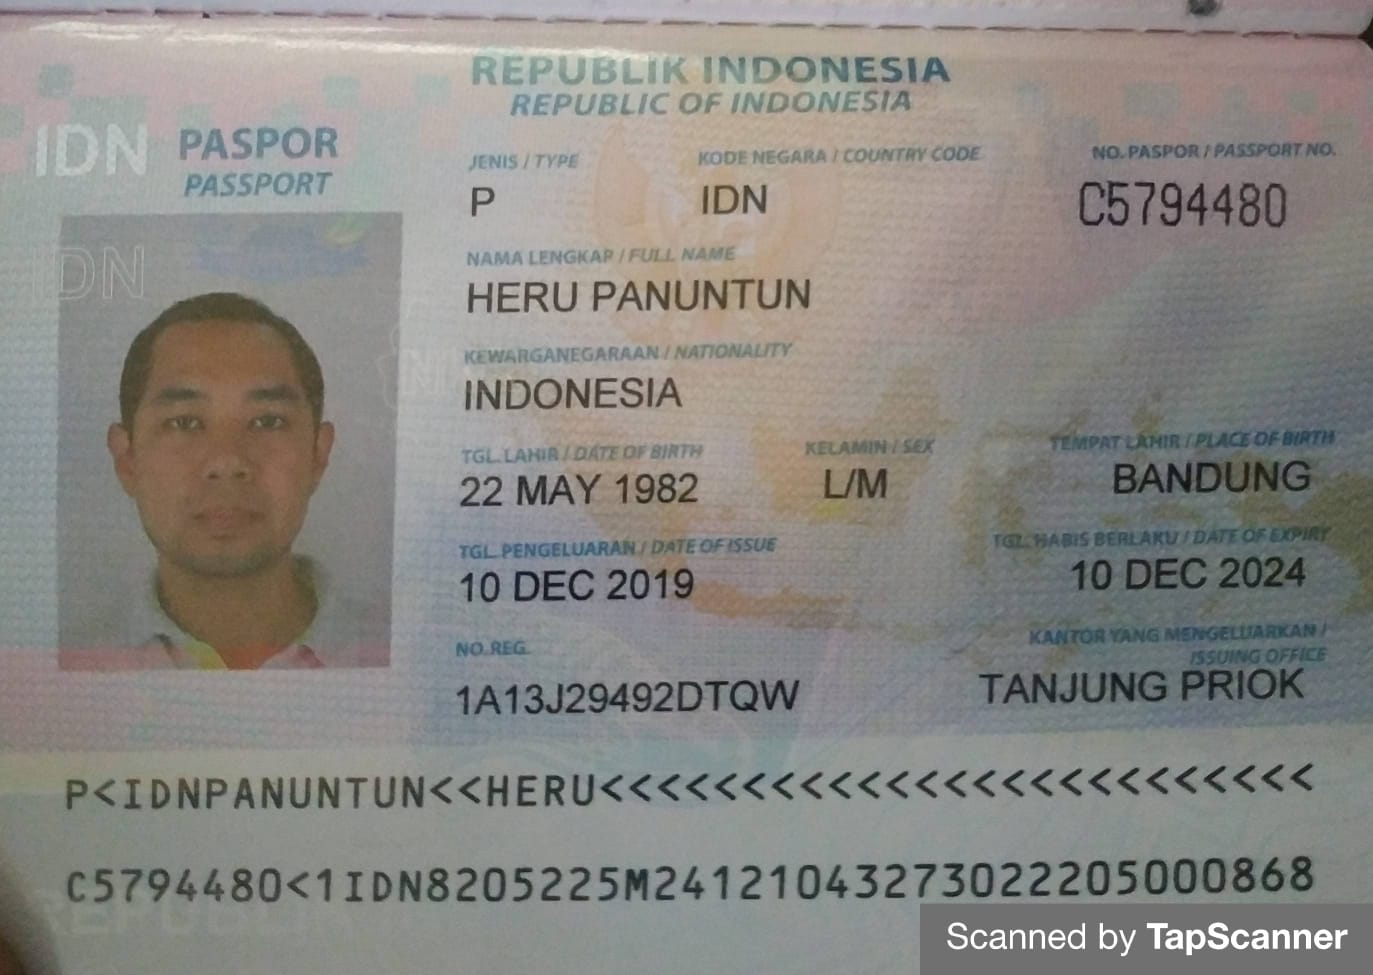 REPUBLIK INDONESIA
REPUBLIC OF INDONESIA
IDN PASPOR
PASSPORT
JENIS / TYPE KODE NEGARA / COUNTRY CODE NO. PASPOR / PASSPORT NO.
P IDN C5794480
IDN
NAMA LENGKAP / FULL NAME
HERU PANUNTUN
KEWARGANEGARAAN / NATIONALITY
INDONESIA
TGL. LAHIR / DATE OF BIRTH KELAMIN / SEX TEMPAT LAHIR / PLACE OF BIRTH
22 MAY 1982 L/M BANDUNG
TGL. PENGELUARAN / DATE OF ISSUE TGL. HABIS BERLAKU / DATE OF EXPIRY
10 DEC 2019 10 DEC 2024
NO. REG. KANTOR YANG MENGELUARKAN /
ISSUING OFFICE
1A13J29492DTQW TANJUNG PRIOK
P<IDNPANUNTUN<<HERU<<<<<<<<<<<<<<<<<<<<<<<<<
C5794480<1IDN8205225M2412104327302220500868
Scanned by TapScanner